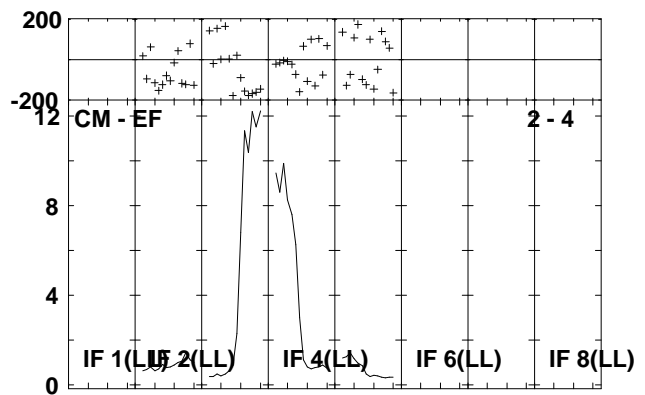 200
-200
12 CM - EF 2 - 4
8
4
IF 1(LL) IF 2(LL) IF 4(LL) IF 6(LL) IF 8(LL)
0